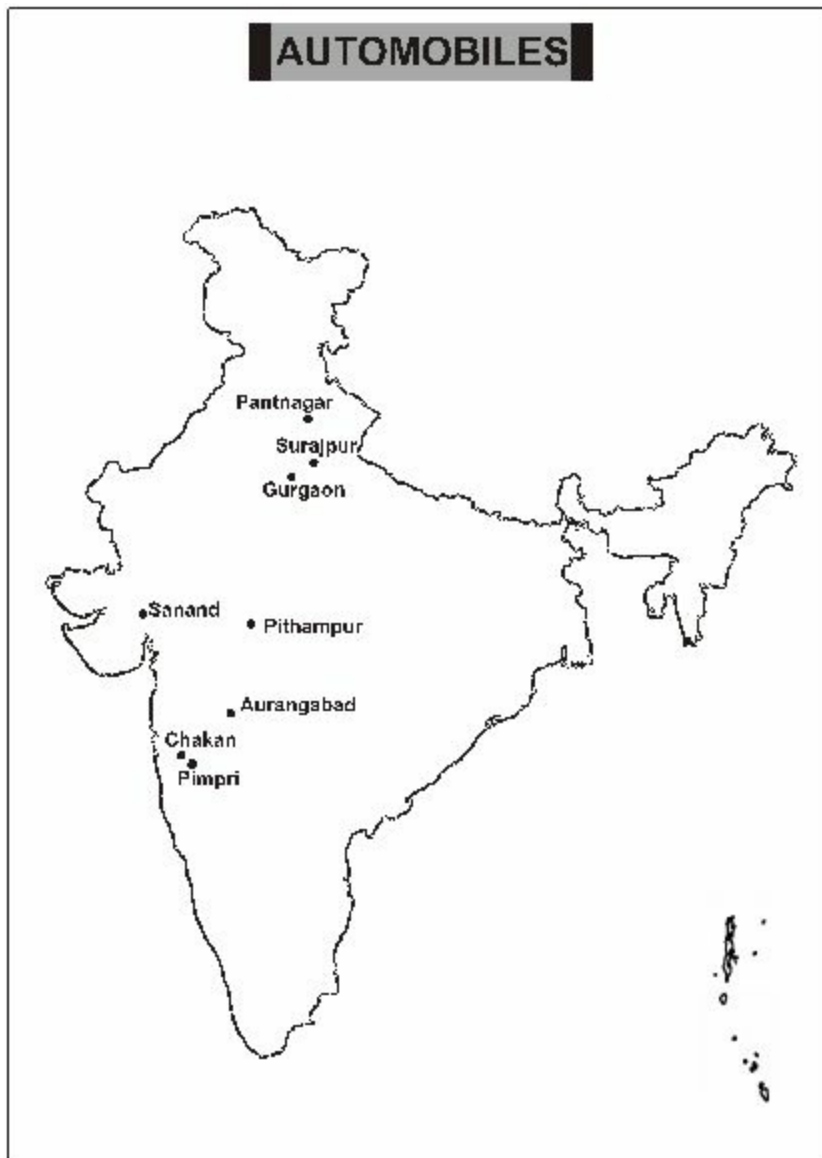 AUTOMOBILES
Pantnagar
Surajpur
Gurgaon
Sanand
Pithampur
Aurangabad
Chakan
Pimpri